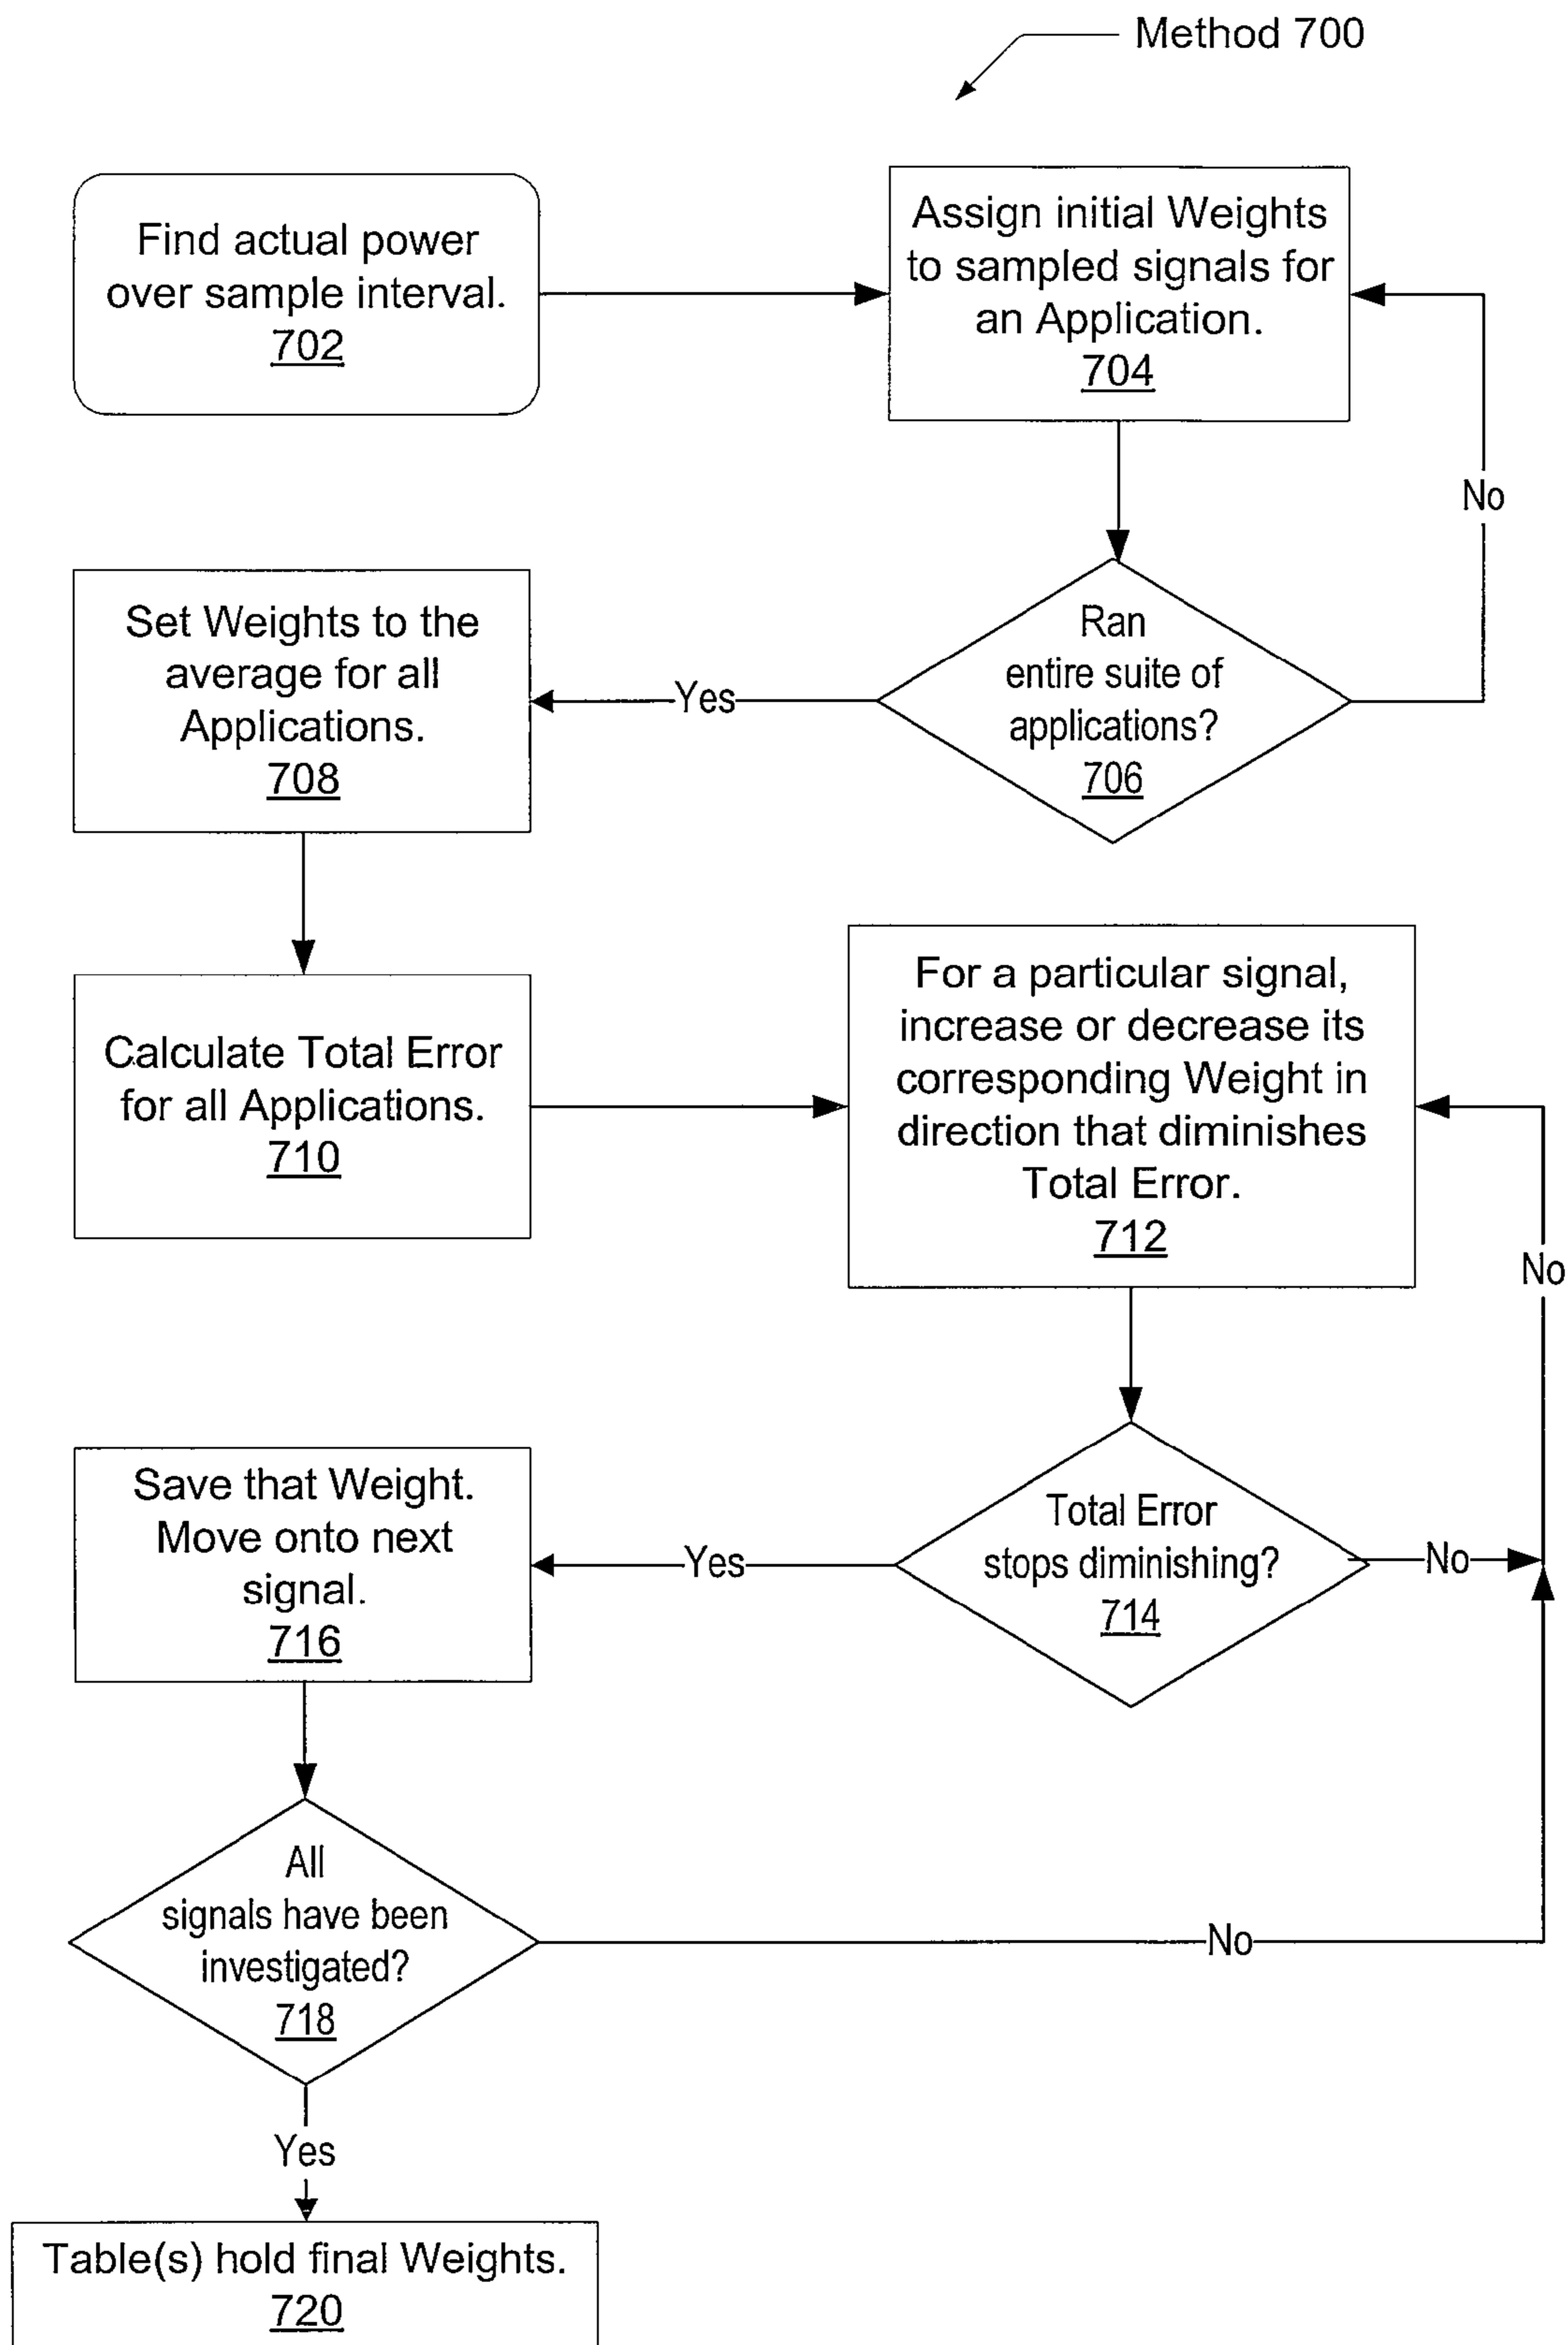 Method 700
Find actual power
over sample interval.
702
Assign initial Weights
to sampled signals for
an Application.
704
No
Ran
entire suite of
applications?
706
Yes
Set Weights to the
average for all
Applications.
708
Calculate Total Error
for all Applications.
710
For a particular signal,
increase or decrease its
corresponding Weight in
direction that diminishes
Total Error.
712
No
Total Error
stops diminishing?
714
No
Yes
Save that Weight.
Move onto next
signal.
716
All
signals have been
investigated?
718
No
Yes
Table(s) hold final Weights.
720